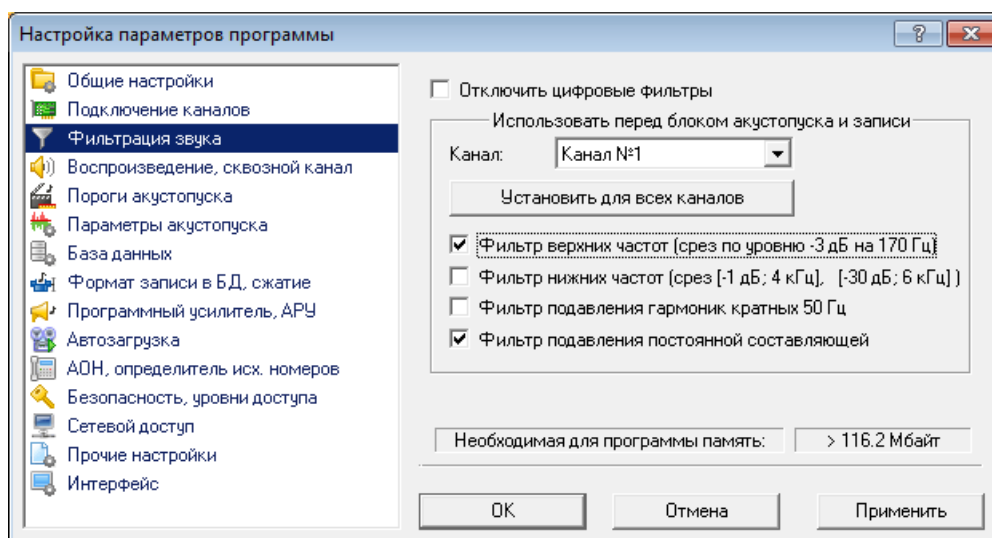 Настройка параметров программы
Общие настройки
Подключение каналов
Фильтрация звука
Воспроизведение, сквозной канал
Пороги акустопуска
Параметры акустопуска
База данных
Формат записи в БД, сжатие
Программный усилитель, АРУ
Автозагрузка
АОН, определитель исх. номеров
Безопасность, уровни доступа
Сетевой доступ
Прочие настройки
Интерфейс
Отключить цифровые фильтры
Использовать перед блоком акустопуска и записи
Канал: Канал №1
Установить для всех каналов
Фильтр верхних частот (срез по уровню -3 дБ на 170 Гц)
Фильтр нижних частот (срез [-1 дБ; 4 кГц], [-30 дБ; 6 кГц] )
Фильтр подавления гармоник кратных 50 Гц
Фильтр подавления постоянной составляющей
Необходимая для программы память: > 116.2 Мбайт
ОК Отмена Применить